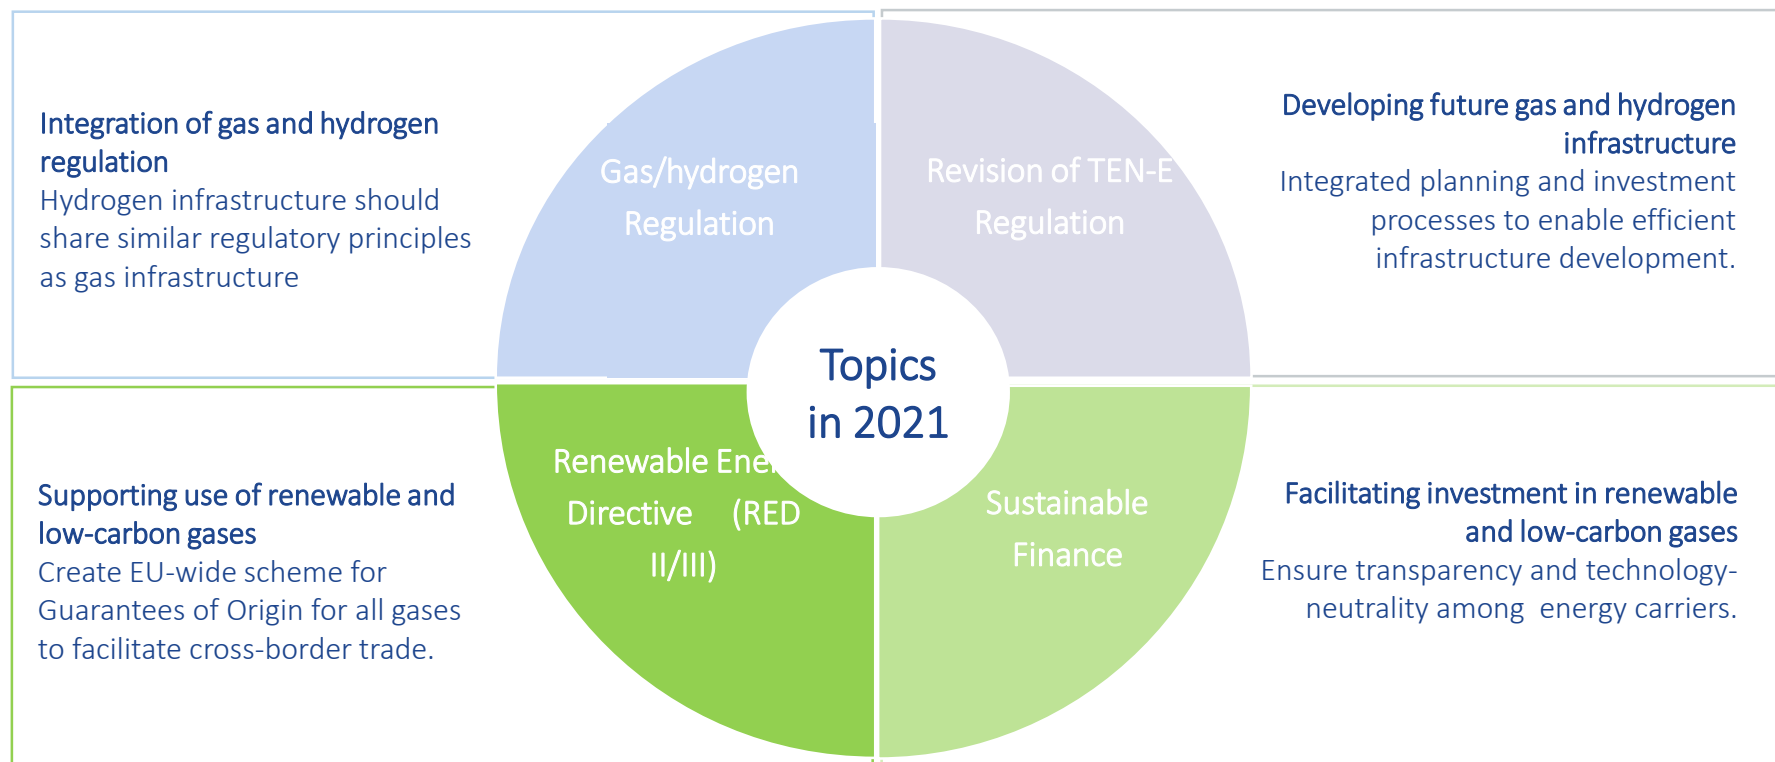 Integration of gas and hydrogen
regulation
Hydrogen infrastructure should
share similar regulatory principles
as gas infrastructure
Gas/hydrogen
Regulation
Revision of TEN-E
Regulation
Developing future gas and hydrogen
infrastructure
Integrated planning and investment
processes to enable efficient
infrastructure development.
Topics
in 2021
Supporting use of renewable and
low-carbon gases
Create EU-wide scheme for
Guarantees of Origin for all gases
to facilitate cross-border trade.
Renewable Ener
Directive (RED
II/III)
Sustainable
Finance
Facilitating investment in renewable
and low-carbon gases
Ensure transparency and technology-
neutrality among energy carriers.